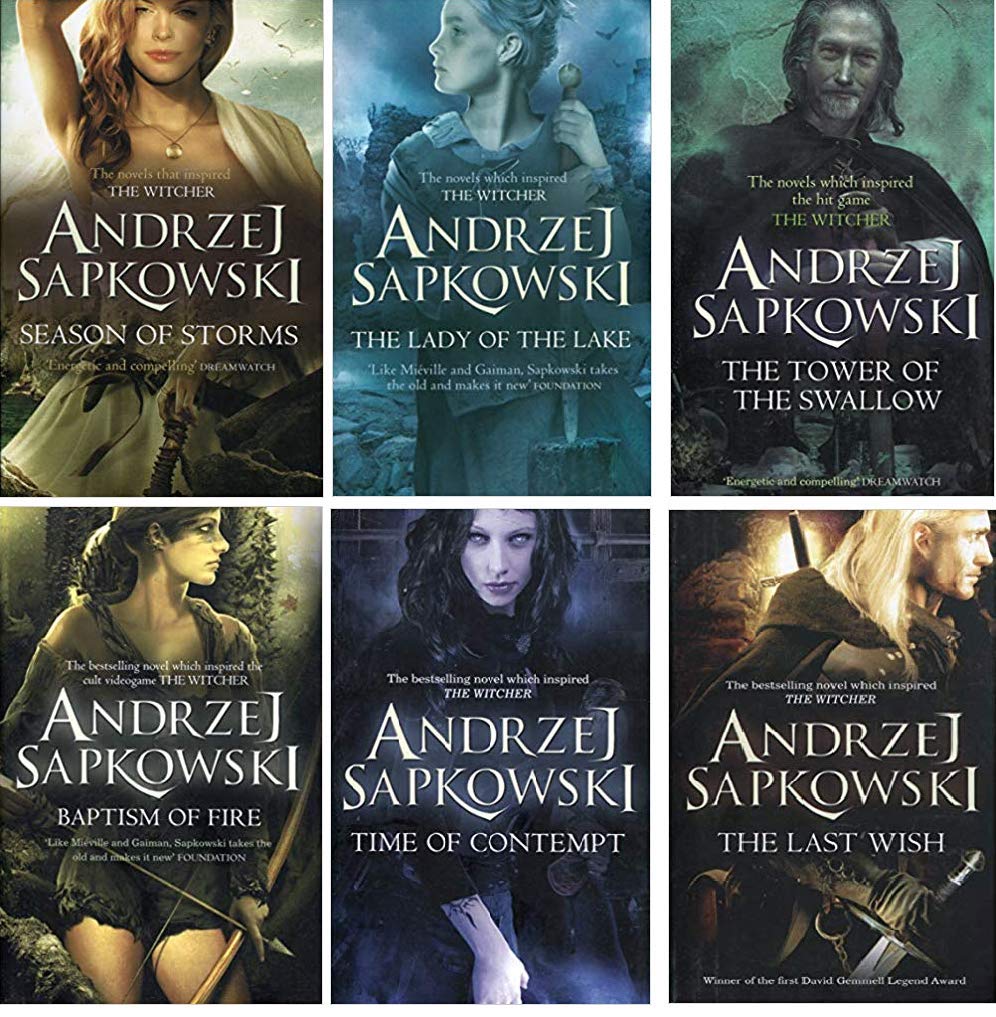 The novels that inspired
THE WITCHER
ANDRZEJ
SAPKOWSKI
SEASON OF STORMS
'Energetic and compelling' DREAMWATCH
The novels which inspired
THE WITCHER
ANDRZEJ
SAPKOWSKI
THE LADY OF THE LAKE
'Like Miéville and Gaiman, Sapkowski takes
the old and makes it new' FOUNDATION
The novels which inspired
the hit game
THE WITCHER
ANDRZEJ
SAPKOWSKI
THE TOWER OF
THE SWALLOW
'Energetic and compelling' DREAMWATCH
The bestselling novel which inspired the
cult videogame THE WITCHER
ANDRZEJ
SAPKOWSKI
BAPTISM OF FIRE
'Like Miéville and Gaiman, Sapkowski takes the
old and makes it new' FOUNDATION
The bestselling novel which inspired
THE WITCHER
ANDRZEJ
SAPKOWSKI
TIME OF CONTEMPT
The bestselling novel which inspired
THE WITCHER
ANDRZEJ
SAPKOWSKI
THE LAST WISH
Winner of the first David Gemmell Legend Award